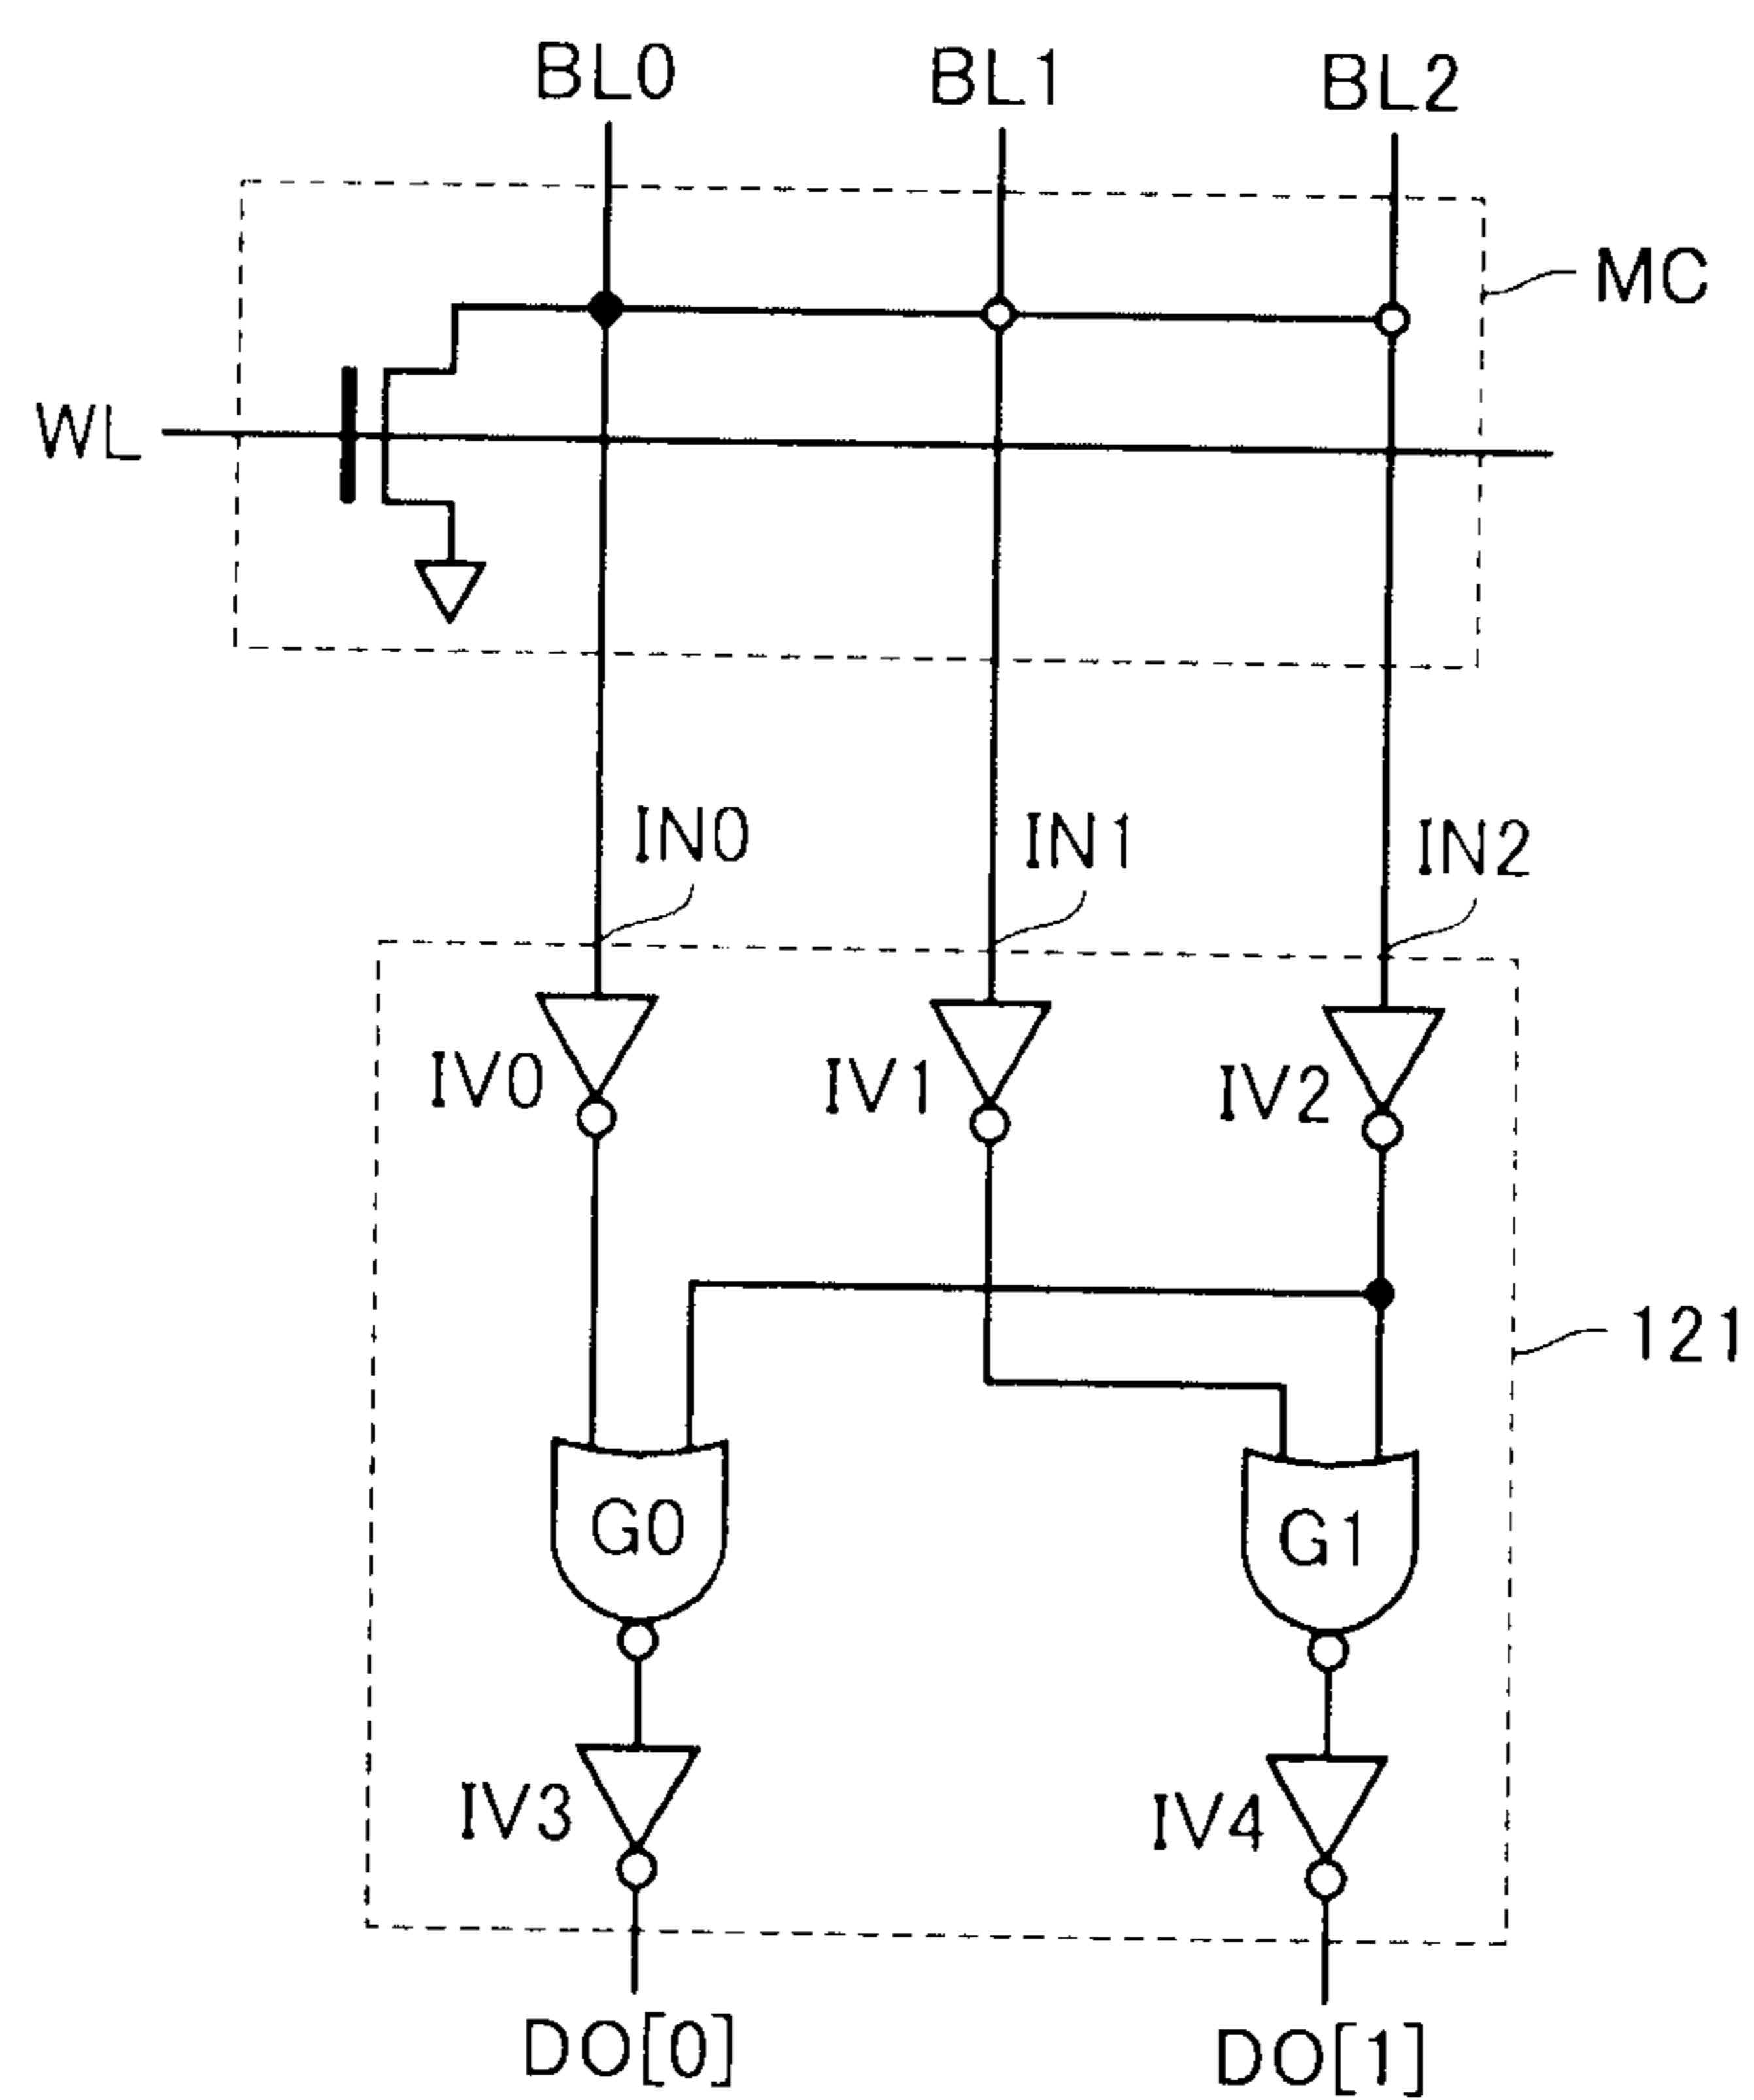 BL0 BL1 BL2
MC
WL
IN0 IN1 IN2
IV0 IV1 IV2
121
G0 G1
IV3 IV4
DO[0] DO[1]